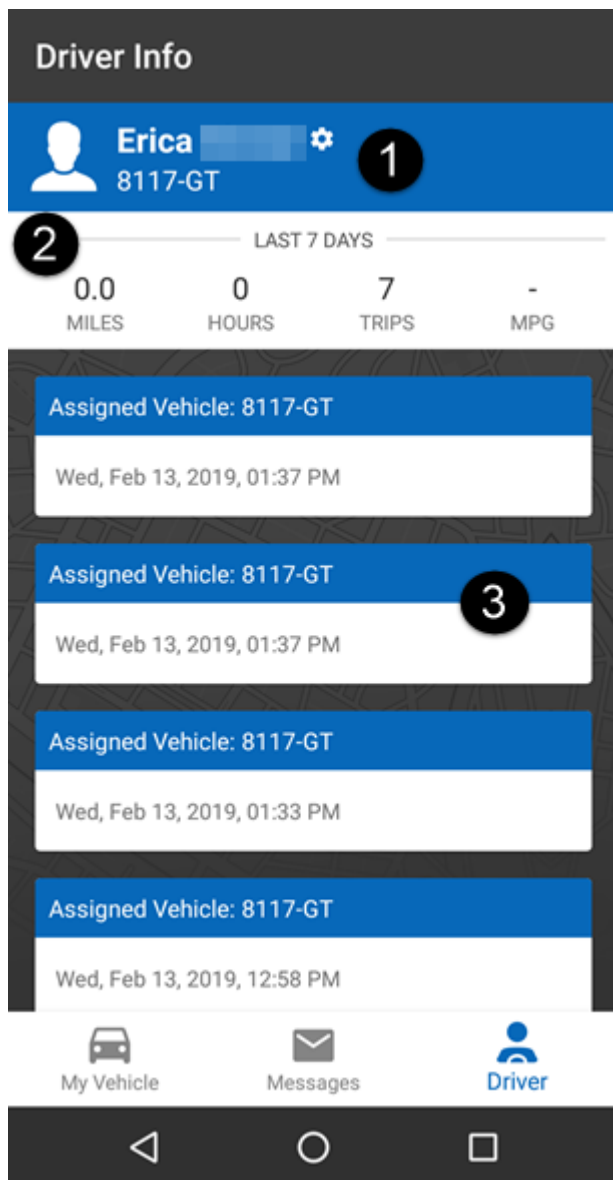 Driver Info
Erica
1
8117-GT
2
LAST 7 DAYS
0.0 0 7 -
MILES HOURS TRIPS MPG
Assigned Vehicle: 8117-GT
Wed, Feb 13, 2019, 01:37 PM
Assigned Vehicle: 8117-GT
3
Wed, Feb 13, 2019, 01:37 PM
Assigned Vehicle: 8117-GT
Wed, Feb 13, 2019, 01:33 PM
Assigned Vehicle: 8117-GT
Wed, Feb 13, 2019, 12:58 PM
My Vehicle Messages Driver